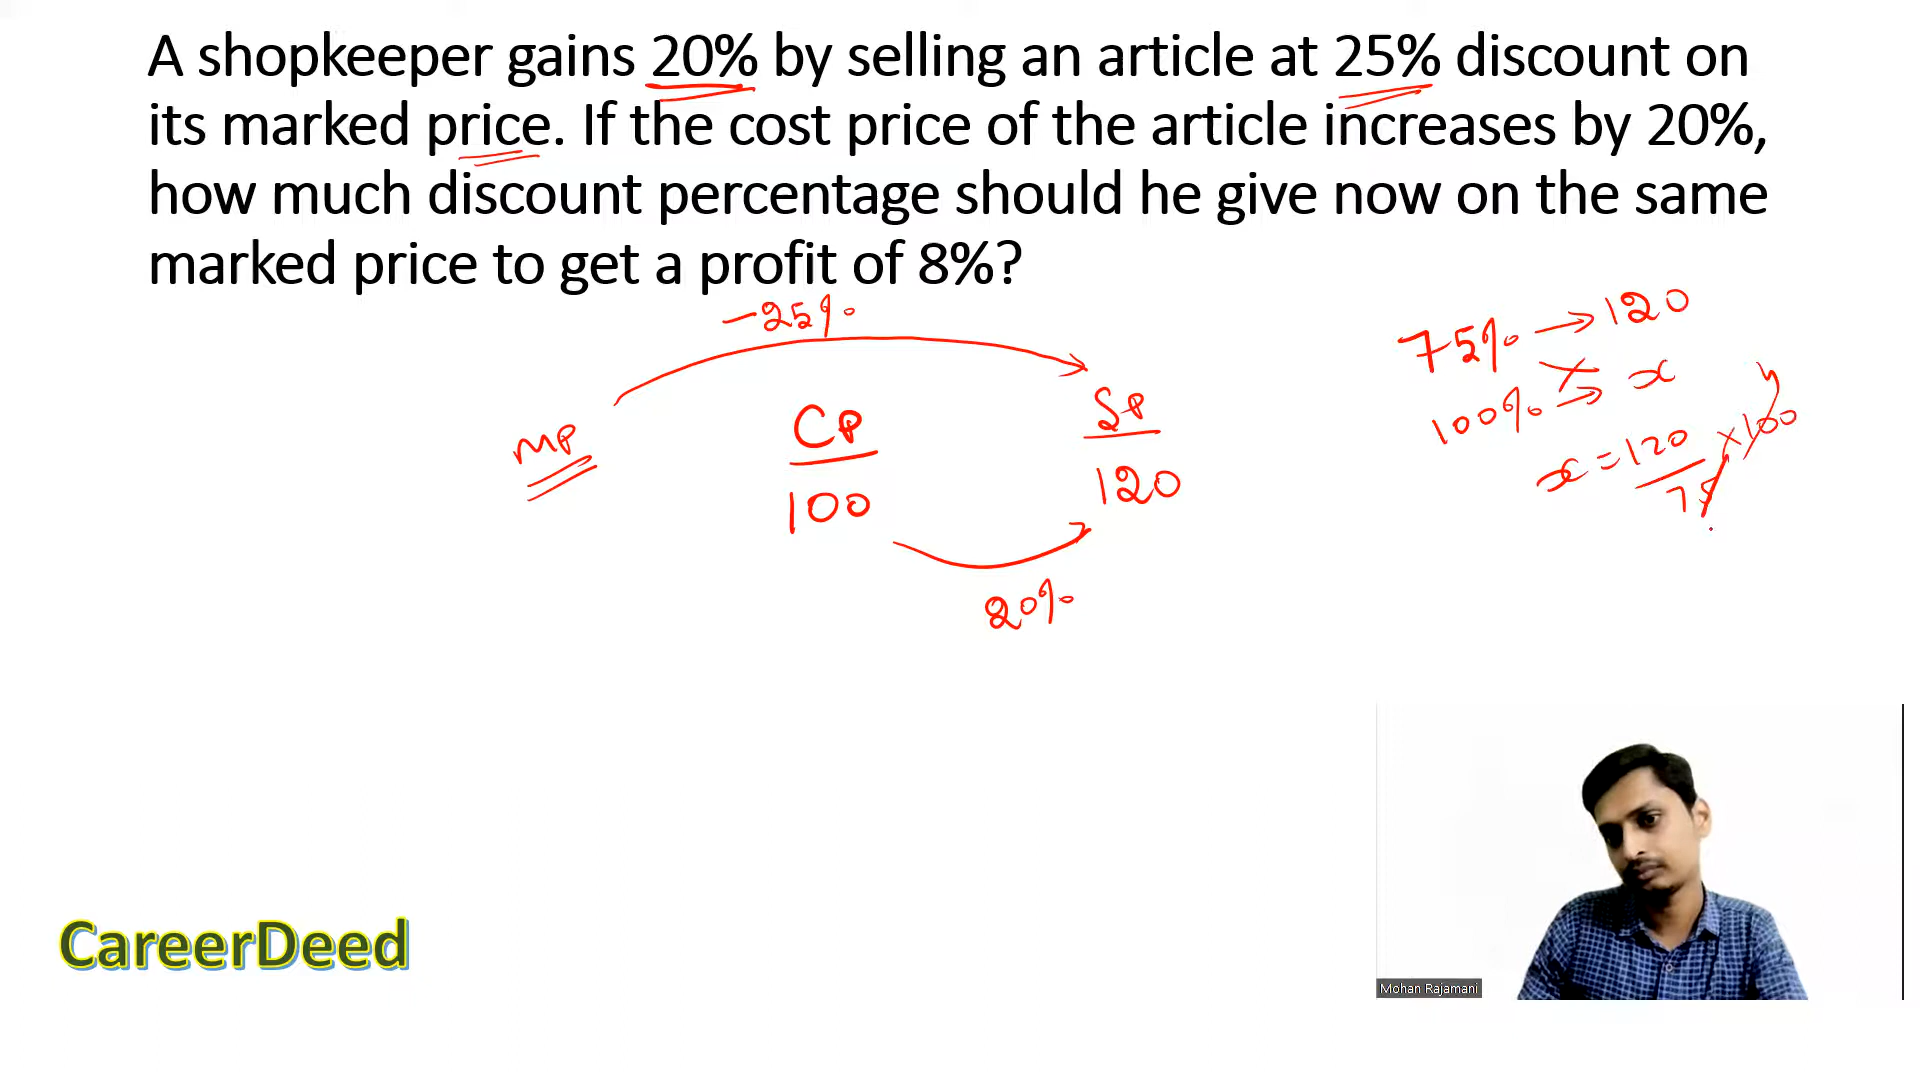 A shopkeeper gains 20% by selling an article at 25% discount on
its marked price. If the cost price of the article increases by 20%,
how much discount percentage should he give now on the same
marked price to get a profit of 8%?
-25%
MP
CP
100
SP
120
20%
75% → 120
100% → x
x = 120 × 100
75
4
CareerDeed
Mohan Rajamani